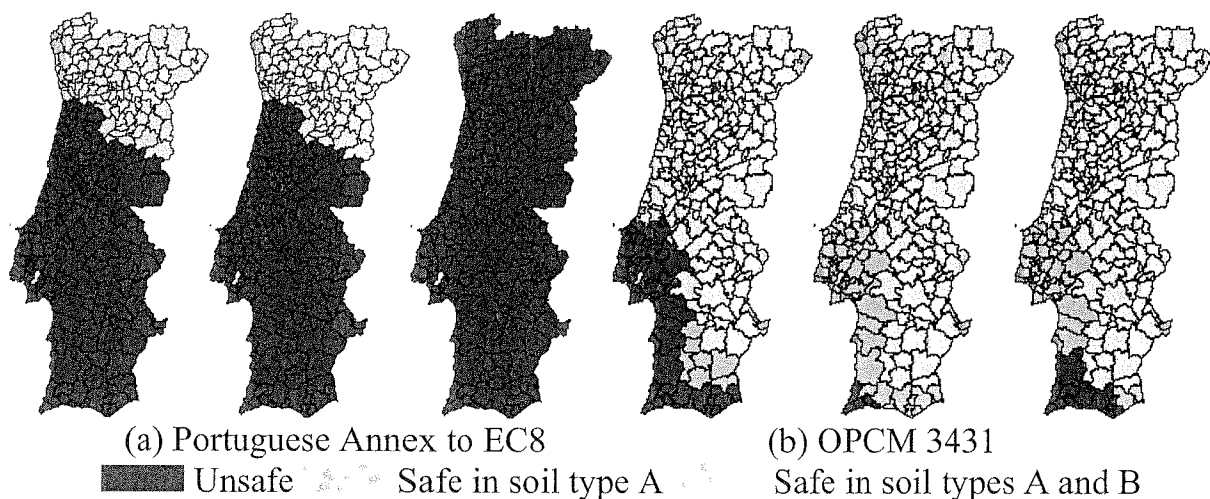 (a) Portuguese Annex to EC8 (b) OPCM 3431
Unsafe Safe in soil type A Safe in soil types A and B